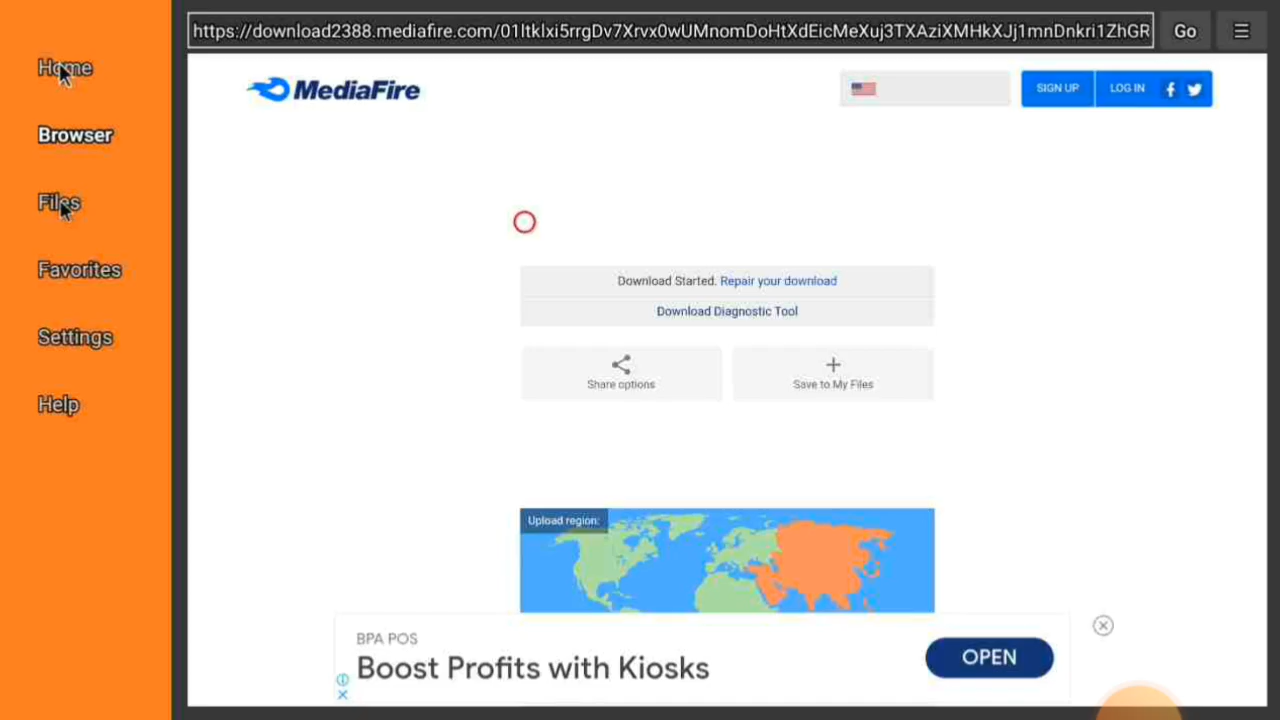 https://download2388.mediafire.com/01ltklxi5rrgDv7Xrvx0wUMnomDoHtXdEicMeXuj3TXAziXMHkXJj1mnDnkri1ZhGR
Go
Home
Browser
Files
Favorites
Settings
Help
MediaFire
SIGN UP
LOG IN
Download Started. Repair your download
Download Diagnostic Tool
Share options
Save to My Files
Upload region:
BPA POS
Boost Profits with Kiosks
OPEN